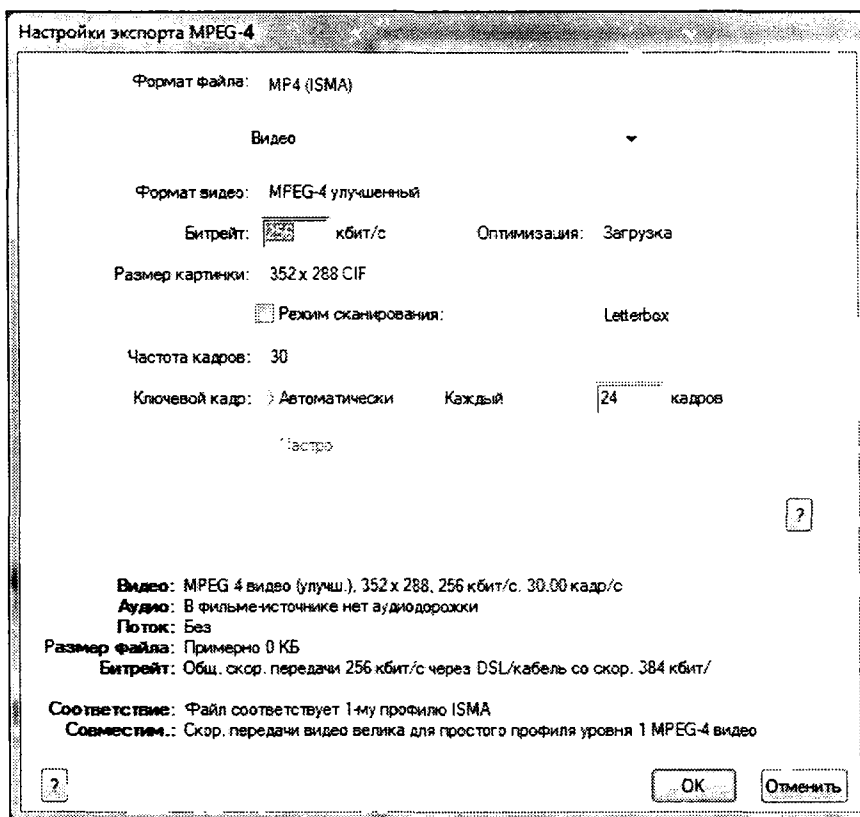 Настройки экспорта MPEG-4
Формат файла: MP4 (ISMA)
Видео
Формат видео: MPEG-4 улучшенный
Битрейт: кбит/с Оптимизация: Загрузка
Размер картинки: 352 x 288 CIF
Режим сканирования: Letterbox
Частота кадров: 30
Ключевой кадр: Автоматически Каждый 24 кадров
Настро
?
Видео: MPEG 4 видео (улучш.), 352 x 288, 256 кбит/с. 30.00 кадр/с
Аудио: В фильме-источнике нет аудиодорожки
Поток: Без
Размер файла: Примерно 0 КБ
Битрейт: Общ. скор. передачи 256 кбит/с через DSL/кабель со скор. 384 кбит/
Соответствие: Файл соответствует 1-му профилю ISMA
Совместим.: Скор. передачи видео велика для простого профиля уровня 1 MPEG-4 видео
? OK Отменить